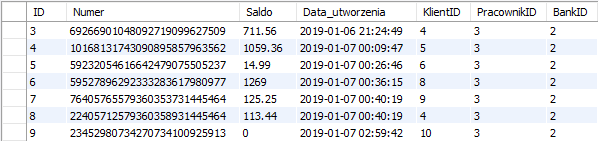 ID Numer Saldo Data_utworzenia KlientID PracownikID BankID
3 69266901048092719099627509 711.56 2019-01-06 21:24:49 4 3 2
4 10168131743090895857963562 1059.36 2019-01-07 00:09:47 5 3 2
5 59232054616642479075505237 14.99 2019-01-07 00:26:46 6 3 2
6 59527896292333283617980977 1269 2019-01-07 00:36:15 8 3 2
7 76405765579360353731445464 125.25 2019-01-07 00:40:19 9 3 2
8 22405712579360358931445464 113.44 2019-01-07 00:40:19 4 3 2
9 23452980734270734100925913 0 2019-01-07 02:59:42 10 3 2